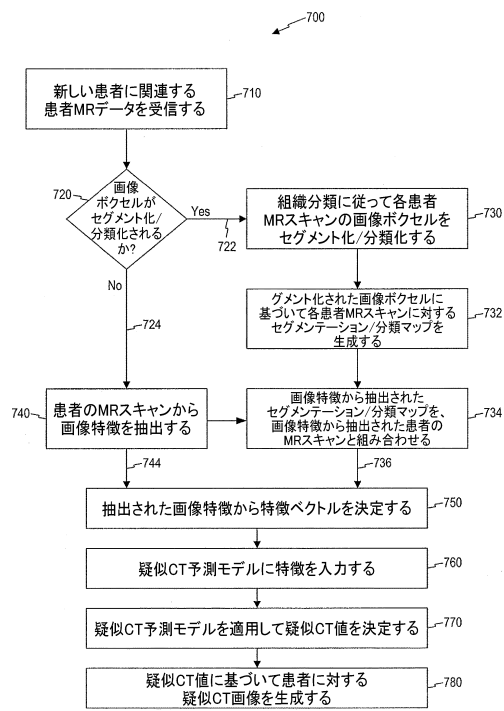 700
新しい患者に関連する
患者MRデータを受信する
710
720
画像
ボクセルが
セグメント化/
分類化される
か?
Yes
722
組織分類に従って各患者
MRスキャンの画像ボクセルを
セグメント化/分類化する
730
No
724
グメント化された画像ボクセルに
基づいて各患者MRスキャンに対する
セグメンテーション/分類マップを
生成する
732
740
患者のMRスキャンから
画像特徴を抽出する
画像特徴から抽出された
セグメンテーション/分類マップを、
画像特徴から抽出された患者の
MRスキャンと組み合わせる
734
744
736
抽出された画像特徴から特徴ベクトルを決定する
750
疑似CT予測モデルに特徴を入力する
760
疑似CT予測モデルを適用して疑似CT値を決定する
770
疑似CT値に基づいて患者に対する
疑似CT画像を生成する
780